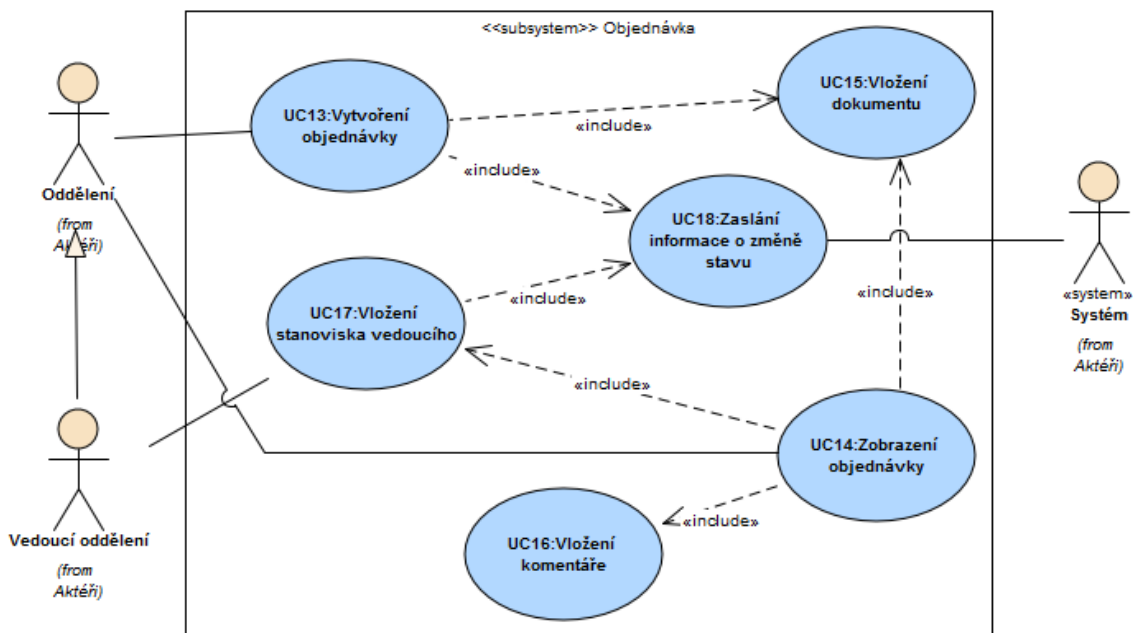 <<subsystem>> Objednávka
UC13:Vytvoření
objednávky
UC15:Vložení
dokumentu
«include»
«include»
Oddělení
(from
Aktéři)
UC18:Zaslání
informace o změně
stavu
«include»
«include»
UC17:Vložení
stanoviska vedoucího
«system»
Systém
(from
Aktéři)
«include»
UC14:Zobrazení
objednávky
«include»
Vedoucí oddělení
(from
Aktéři)
UC16:Vložení
komentáře